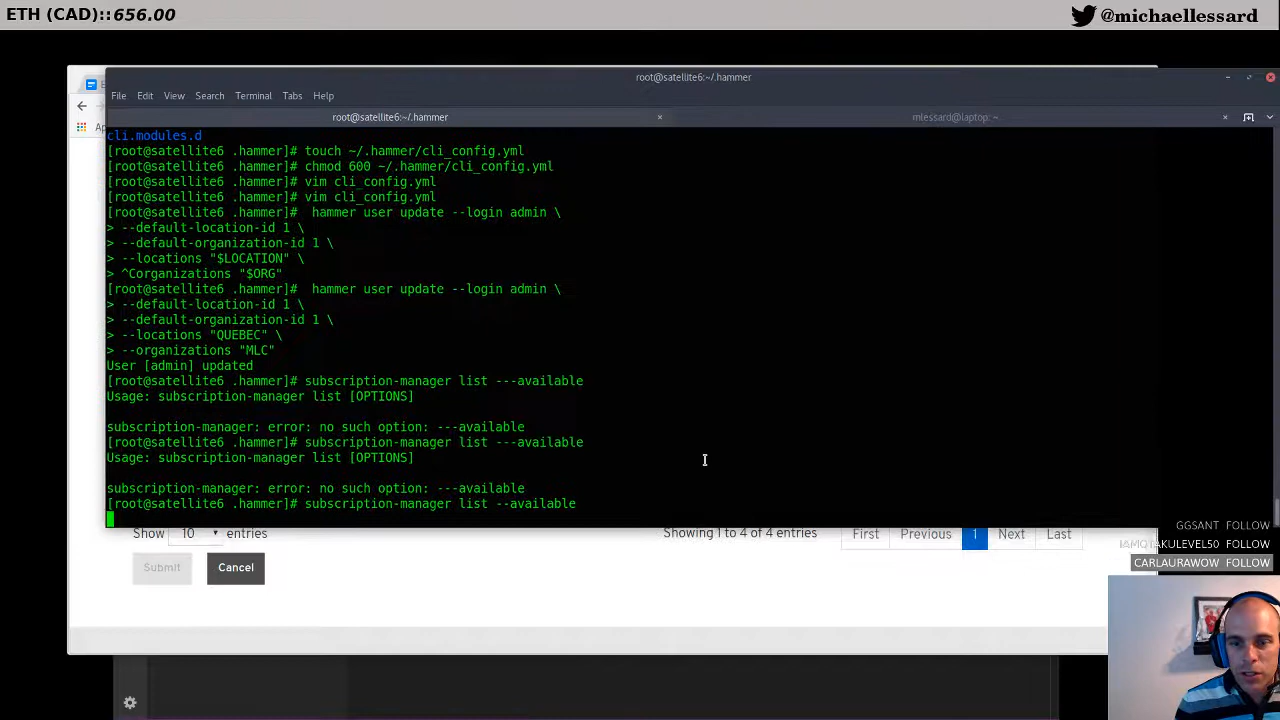 ETH (CAD)::656.00
@michaellessard
root@satellite6:~/.hammer
File Edit View Search Terminal Tabs Help
root@satellite6:~/.hammer × mlessard@laptop: ~ ×
cli.modules.d
[root@satellite6 .hammer]# touch ~/.hammer/cli_config.yml
[root@satellite6 .hammer]# chmod 600 ~/.hammer/cli_config.yml
[root@satellite6 .hammer]# vim cli_config.yml
[root@satellite6 .hammer]# vim cli_config.yml
[root@satellite6 .hammer]#  hammer user update --login admin \
> --default-location-id 1 \
> --default-organization-id 1 \
> --locations "$LOCATION" \
> ^Corganizations "$ORG"
[root@satellite6 .hammer]#  hammer user update --login admin \
> --default-location-id 1 \
> --default-organization-id 1 \
> --locations "QUEBEC" \
> --organizations "MLC"
User [admin] updated
[root@satellite6 .hammer]# subscription-manager list ---available
Usage: subscription-manager list [OPTIONS]
subscription-manager: error: no such option: ---available
[root@satellite6 .hammer]# subscription-manager list ---available
Usage: subscription-manager list [OPTIONS]
subscription-manager: error: no such option: ---available
[root@satellite6 .hammer]# subscription-manager list --available
Show 10 entries
Showing 1 to 4 of 4 entries
First Previous 1 Next Last
GGSANT FOLLOW
IAMOTAKULEVEL50 FOLLOW
CARLAURAWOW FOLLOW
Submit Cancel